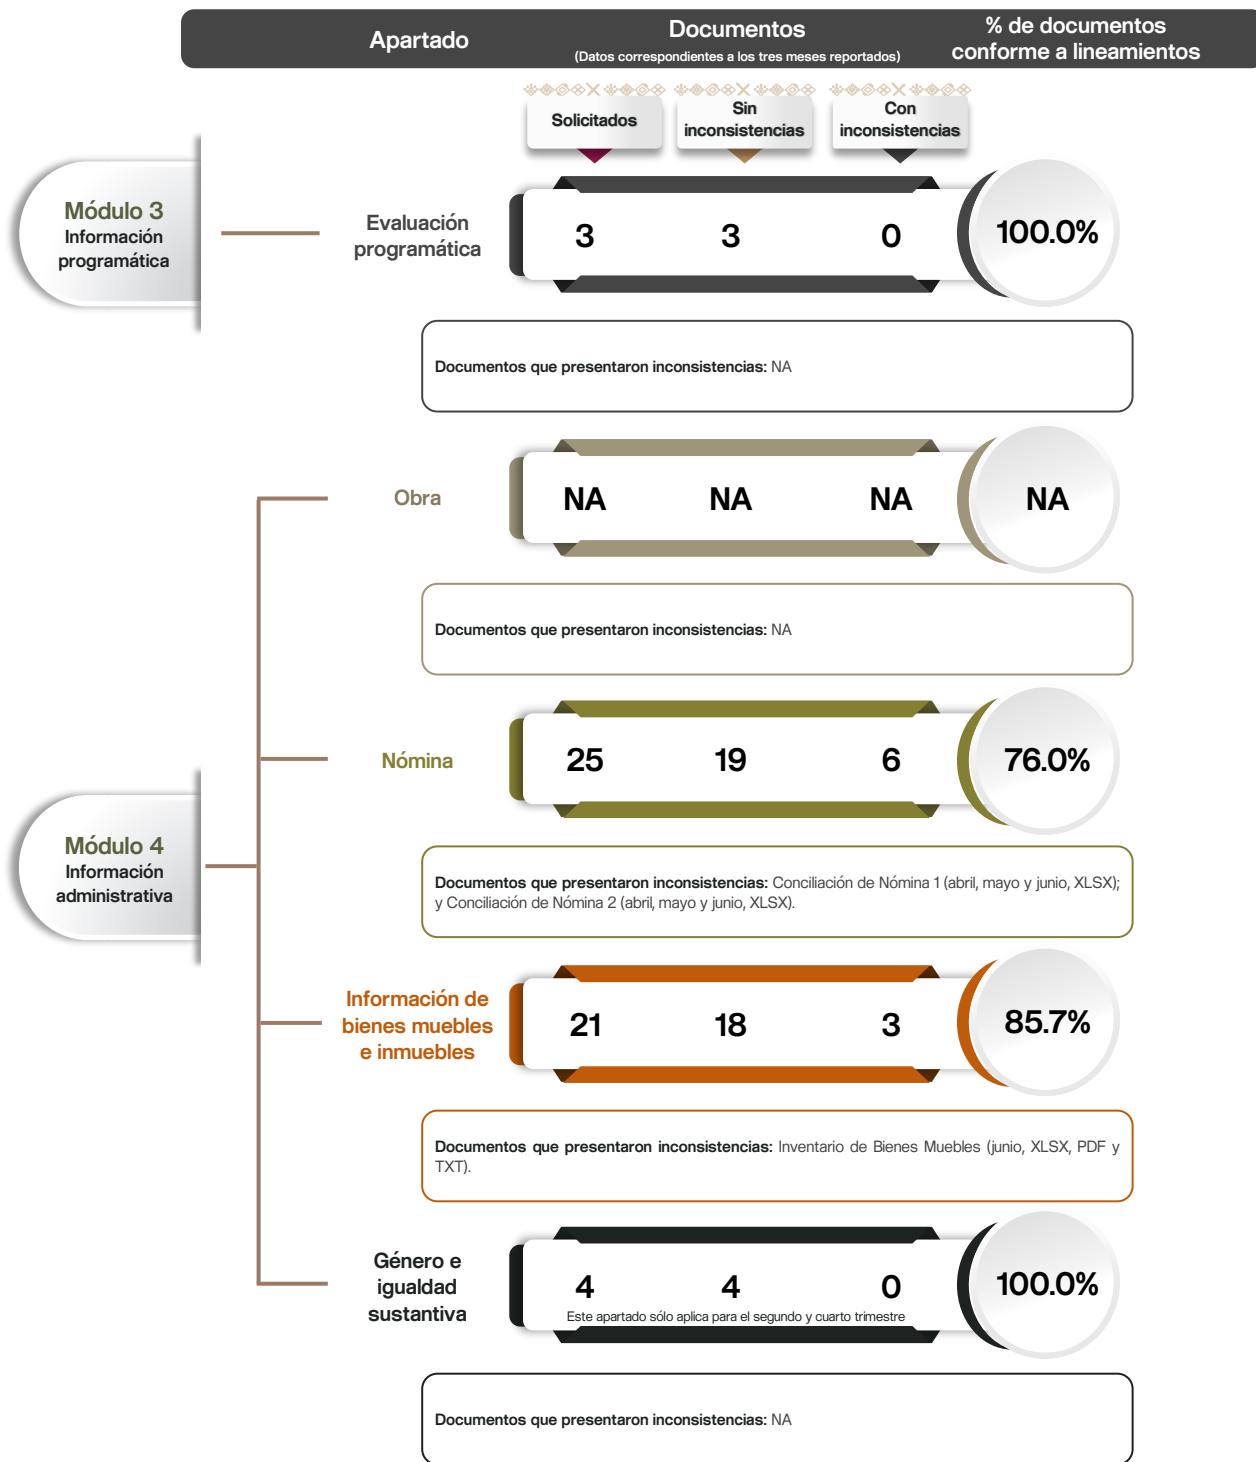 Apartado
Documentos
(Datos correspondientes a los tres meses reportados)
% de documentos
conforme a lineamientos
Solicitados
Sin
inconsistencias
Con
inconsistencias
Módulo 3
Información
programática
Evaluación
programática
3 3 0 100.0%
Documentos que presentaron inconsistencias: NA
Obra
NA NA NA NA
Documentos que presentaron inconsistencias: NA
Nómina
25 19 6 76.0%
Módulo 4
Información
administrativa
Documentos que presentaron inconsistencias: Conciliación de Nómina 1 (abril, mayo y junio, XLSX);
y Conciliación de Nómina 2 (abril, mayo y junio, XLSX).
Información de
bienes muebles
e inmuebles
21 18 3 85.7%
Documentos que presentaron inconsistencias: Inventario de Bienes Muebles (junio, XLSX, PDF y
TXT).
Género e
igualdad
sustantiva
4 4 0 100.0%
Este apartado sólo aplica para el segundo y cuarto trimestre
Documentos que presentaron inconsistencias: NA